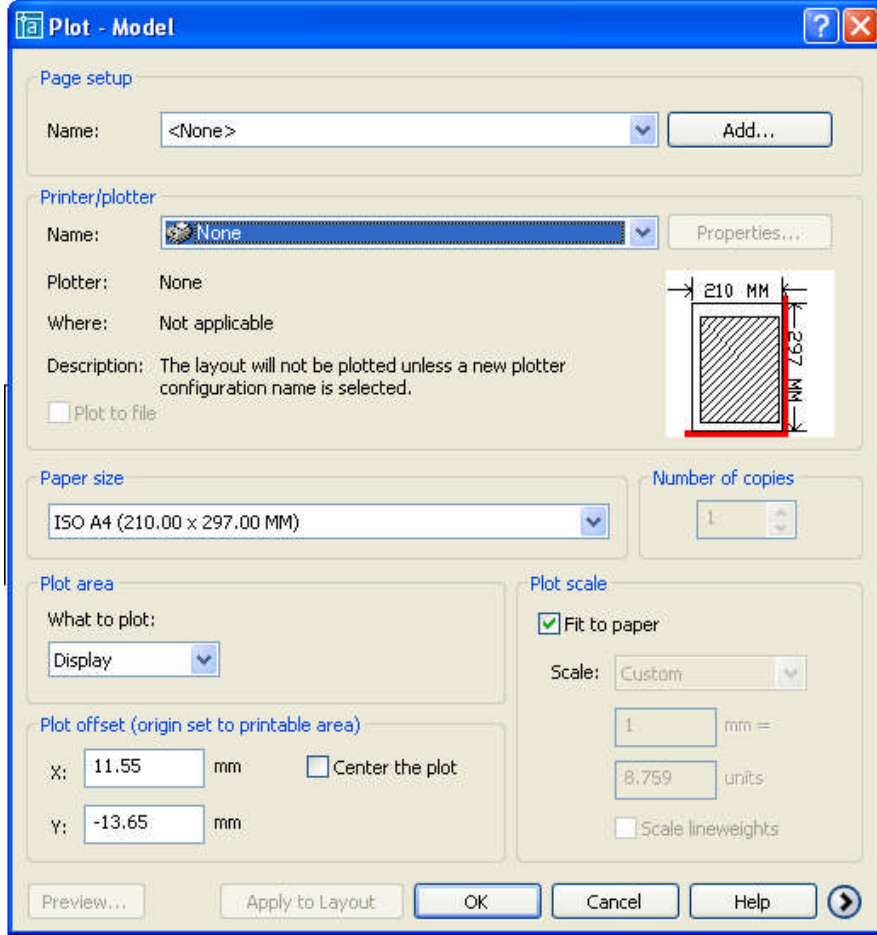 Plot - Model
Page setup
Name: <None> Add...
Printer/plotter
Name: None Properties...
Plotter: None
Where: Not applicable
Description: The layout will not be plotted unless a new plotter
configuration name is selected.
Plot to file
210 MM
297 MM
Paper size
ISO A4 (210.00 x 297.00 MM)
Number of copies
1
Plot area
What to plot:
Display
Plot scale
Fit to paper
Scale: Custom
1 mm =
8.759 units
Scale lineweights
Plot offset (origin set to printable area)
X: 11.55 mm Center the plot
Y: -13.65 mm
Preview... Apply to Layout OK Cancel Help